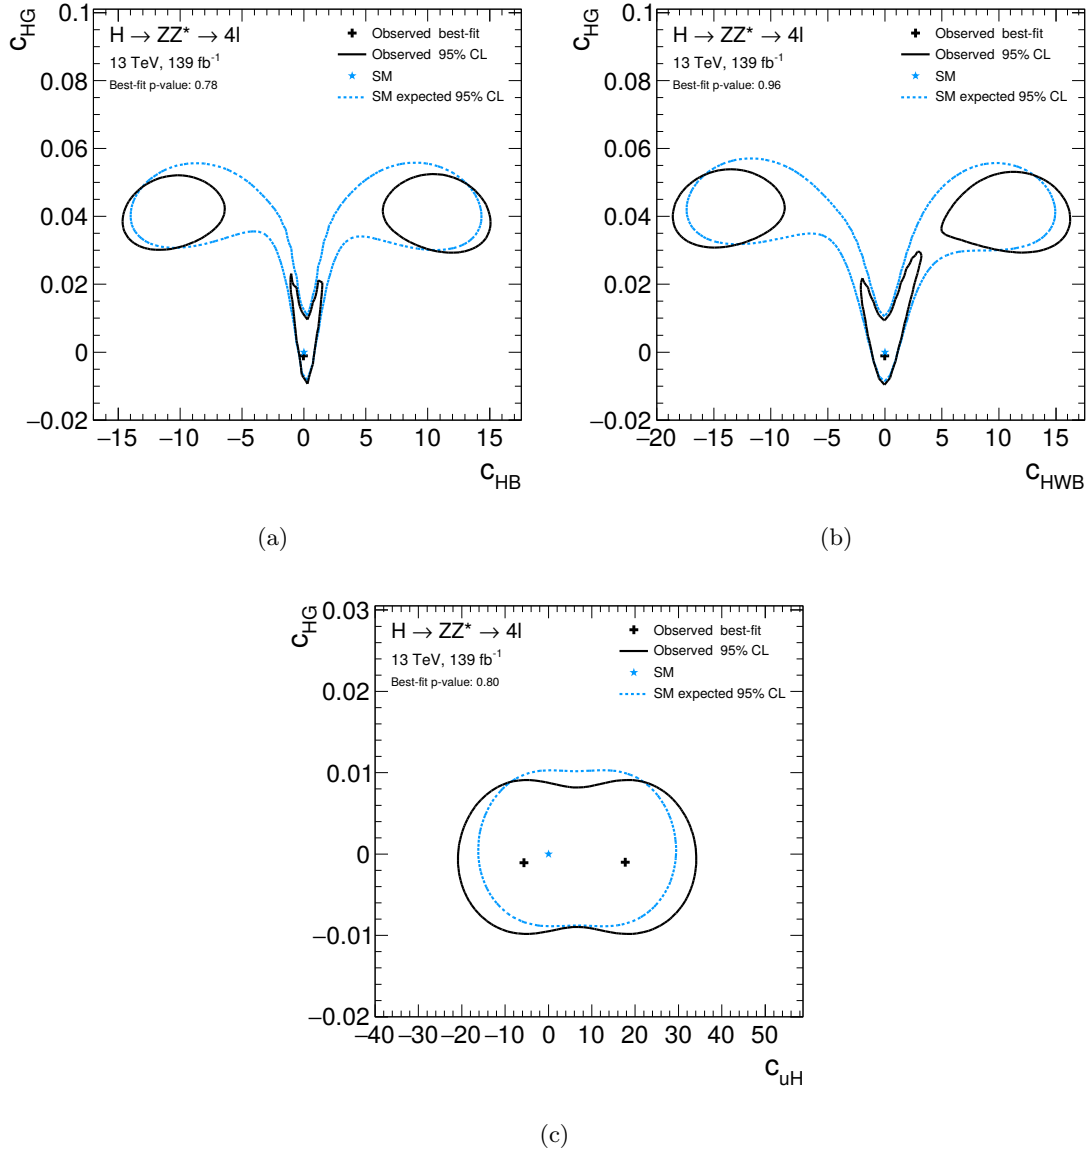 c_HG
0.1
0.08
0.06
0.04
0.02
0
−0.02
H → ZZ* → 4l
13 TeV, 139 fb⁻¹
Best-fit p-value: 0.78
Observed best-fit
Observed 95% CL
SM
SM expected 95% CL
−15 −10 −5 0 5 10 15
c_HB
(a)
c_HG
0.1
0.08
0.06
0.04
0.02
0
−0.02
H → ZZ* → 4l
13 TeV, 139 fb⁻¹
Best-fit p-value: 0.96
Observed best-fit
Observed 95% CL
SM
SM expected 95% CL
−20 −15 −10 −5 0 5 10 15
c_HWB
(b)
c_HG
0.03
0.02
0.01
0
−0.01
−0.02
H → ZZ* → 4l
13 TeV, 139 fb⁻¹
Best-fit p-value: 0.80
Observed best-fit
Observed 95% CL
SM
SM expected 95% CL
−40 −30 −20 −10 0 10 20 30 40 50
c_uH
(c)